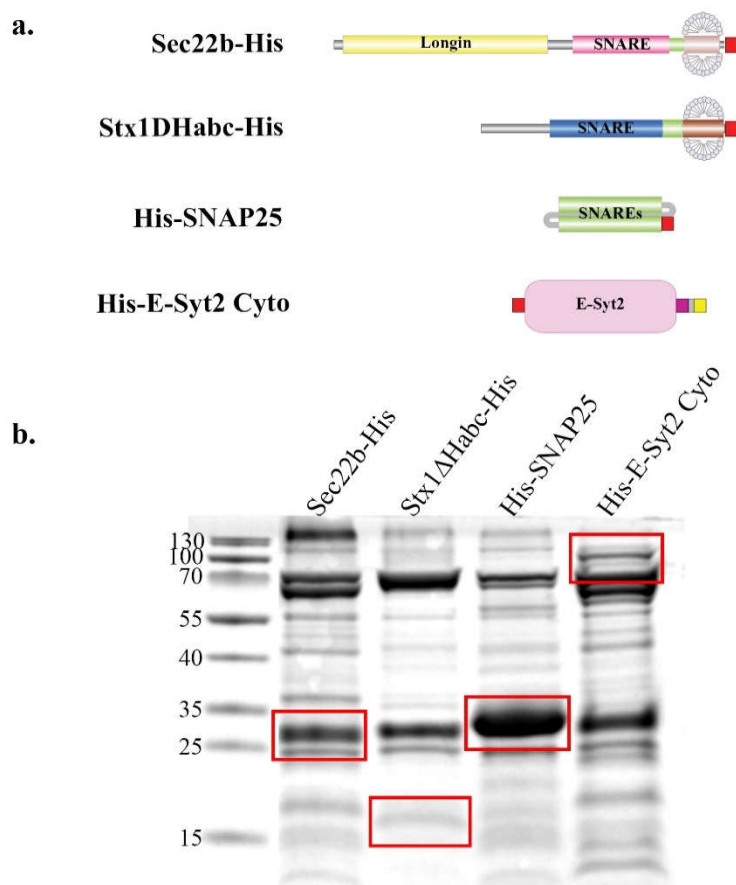 a.
Sec22b-His
Longin
SNARE
Stx1DHabc-His
SNARE
His-SNAP25
SNAREs
His-E-Syt2 Cyto
E-Syt2
b.
Sec22b-His
Stx1ΔHabc-His
His-SNAP25
His-E-Syt2 Cyto
130
100
70
55
40
35
25
15